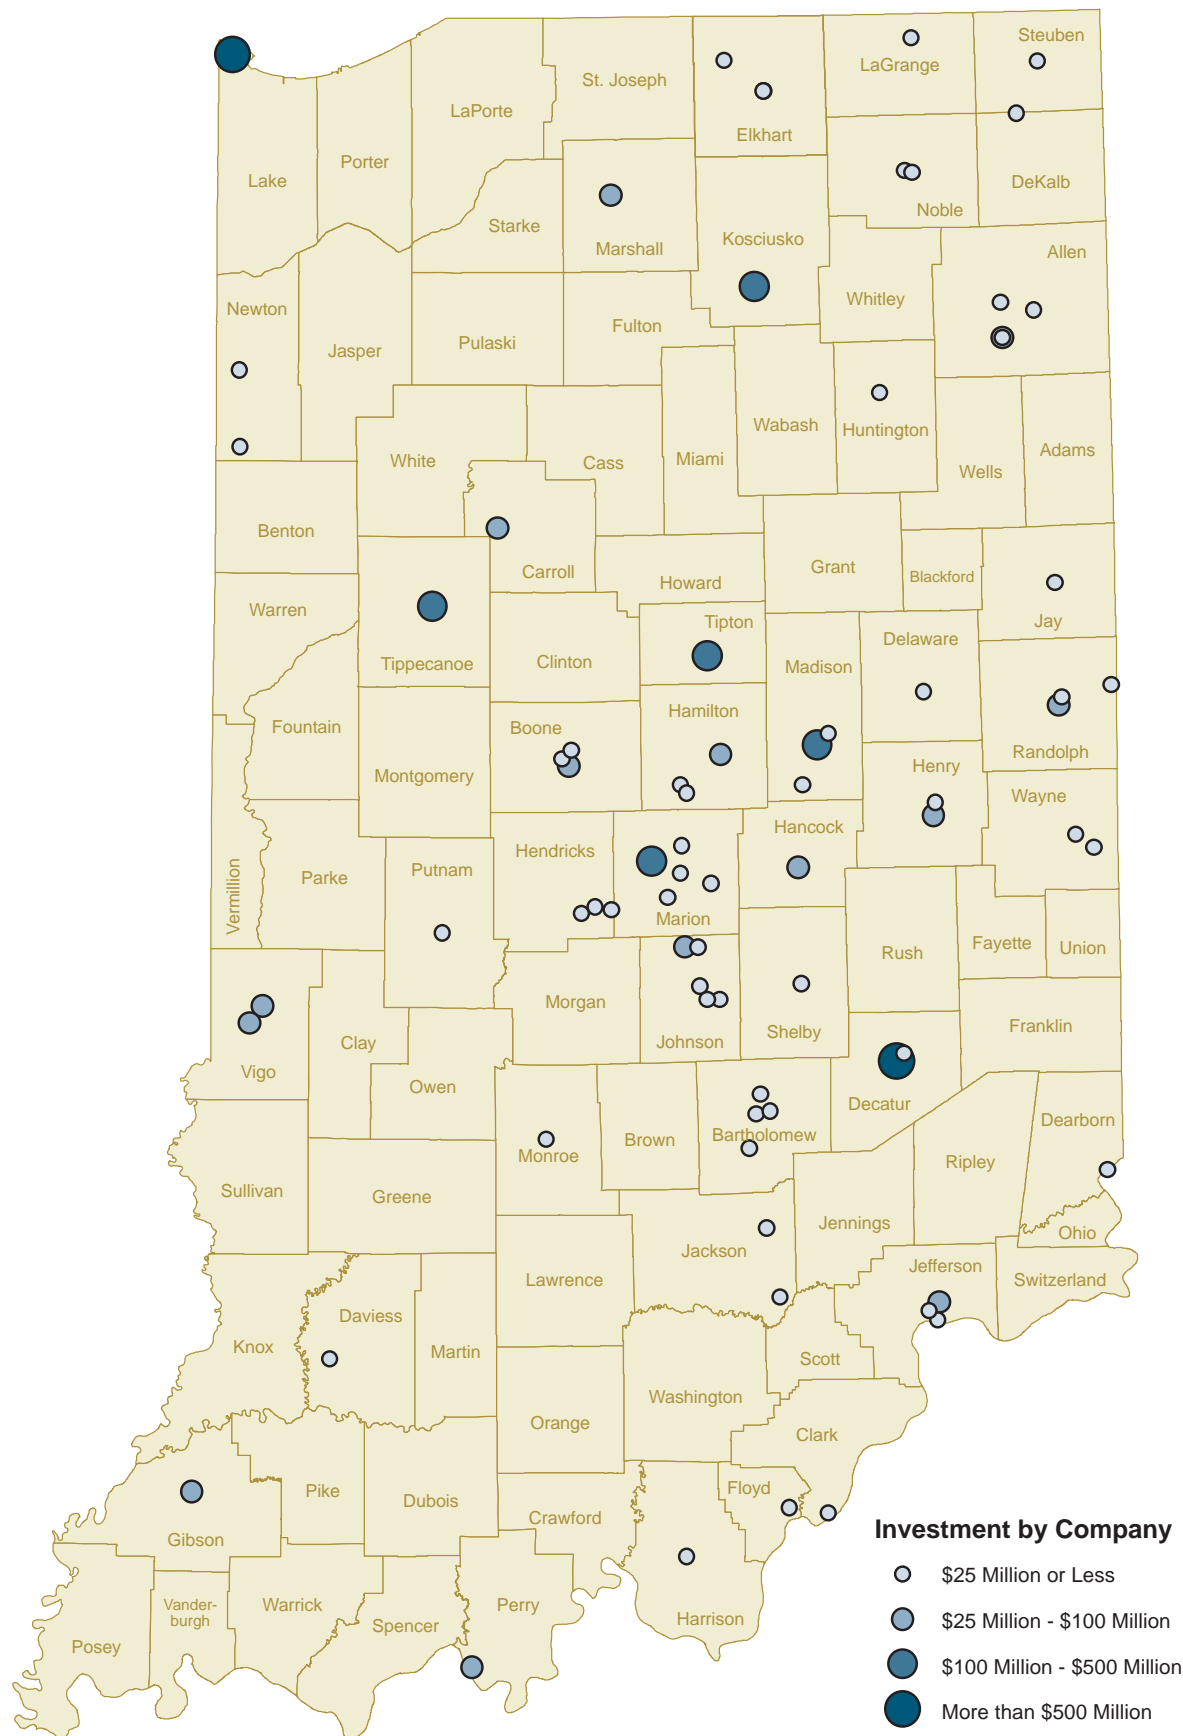 Steuben
LaGrange
St. Joseph
LaPorte
Elkhart
Porter
Lake
DeKalb
Noble
Starke
Marshall
Kosciusko
Allen
Whitley
Newton
Fulton
Pulaski
Jasper
Wabash
Huntington
Adams
White
Cass
Miami
Wells
Benton
Carroll
Grant
Blackford
Howard
Warren
Jay
Tipton
Delaware
Tippecanoe
Clinton
Madison
Hamilton
Fountain
Boone
Randolph
Henry
Montgomery
Wayne
Hancock
Hendricks
Putnam
Parke
Vermillion
Marion
Fayette
Union
Rush
Morgan
Franklin
Shelby
Johnson
Clay
Vigo
Owen
Decatur
Dearborn
Bartholomew
Brown
Monroe
Ripley
Sullivan
Greene
Jennings
Ohio
Jackson
Jefferson
Lawrence
Switzerland
Daviess
Knox
Martin
Scott
Washington
Orange
Clark
Floyd
Pike
Dubois
Crawford
Gibson
Vander-
burgh
Warrick
Perry
Harrison
Spencer
Posey
Investment by Company
$25 Million or Less
$25 Million - $100 Million
$100 Million - $500 Million
More than $500 Million